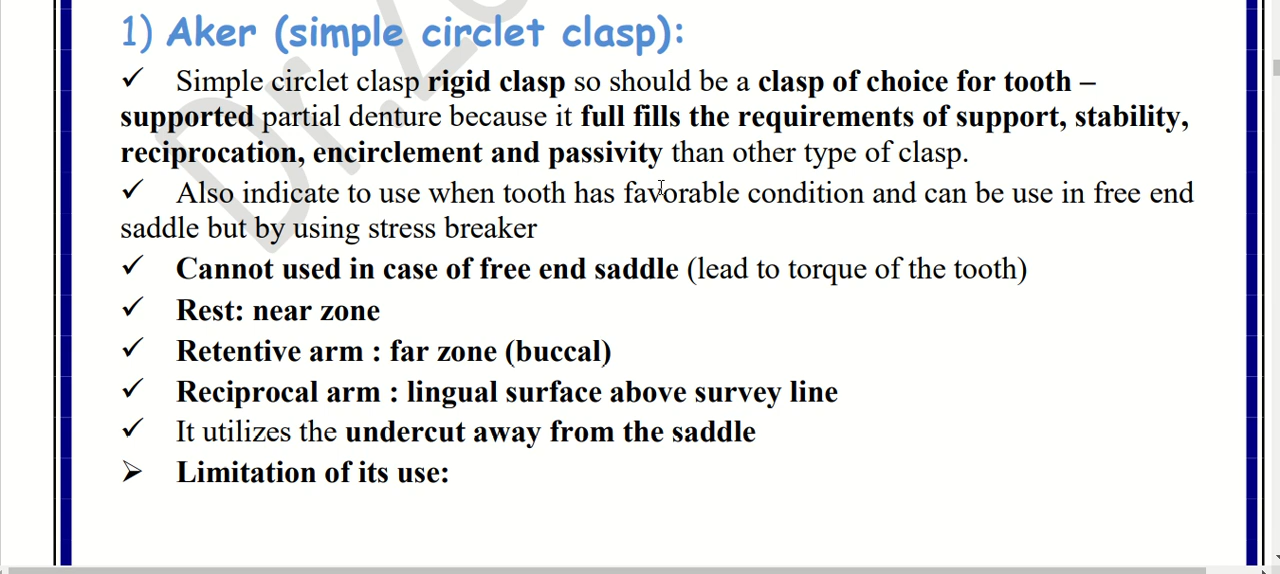 1) Aker (simple circlet clasp):
✓ Simple circlet clasp rigid clasp so should be a clasp of choice for tooth –
supported partial denture because it full fills the requirements of support, stability,
reciprocation, encirclement and passivity than other type of clasp.
✓ Also indicate to use when tooth has favorable condition and can be use in free end
saddle but by using stress breaker
✓ Cannot used in case of free end saddle (lead to torque of the tooth)
✓ Rest: near zone
✓ Retentive arm : far zone (buccal)
✓ Reciprocal arm : lingual surface above survey line
✓ It utilizes the undercut away from the saddle
➢ Limitation of its use: